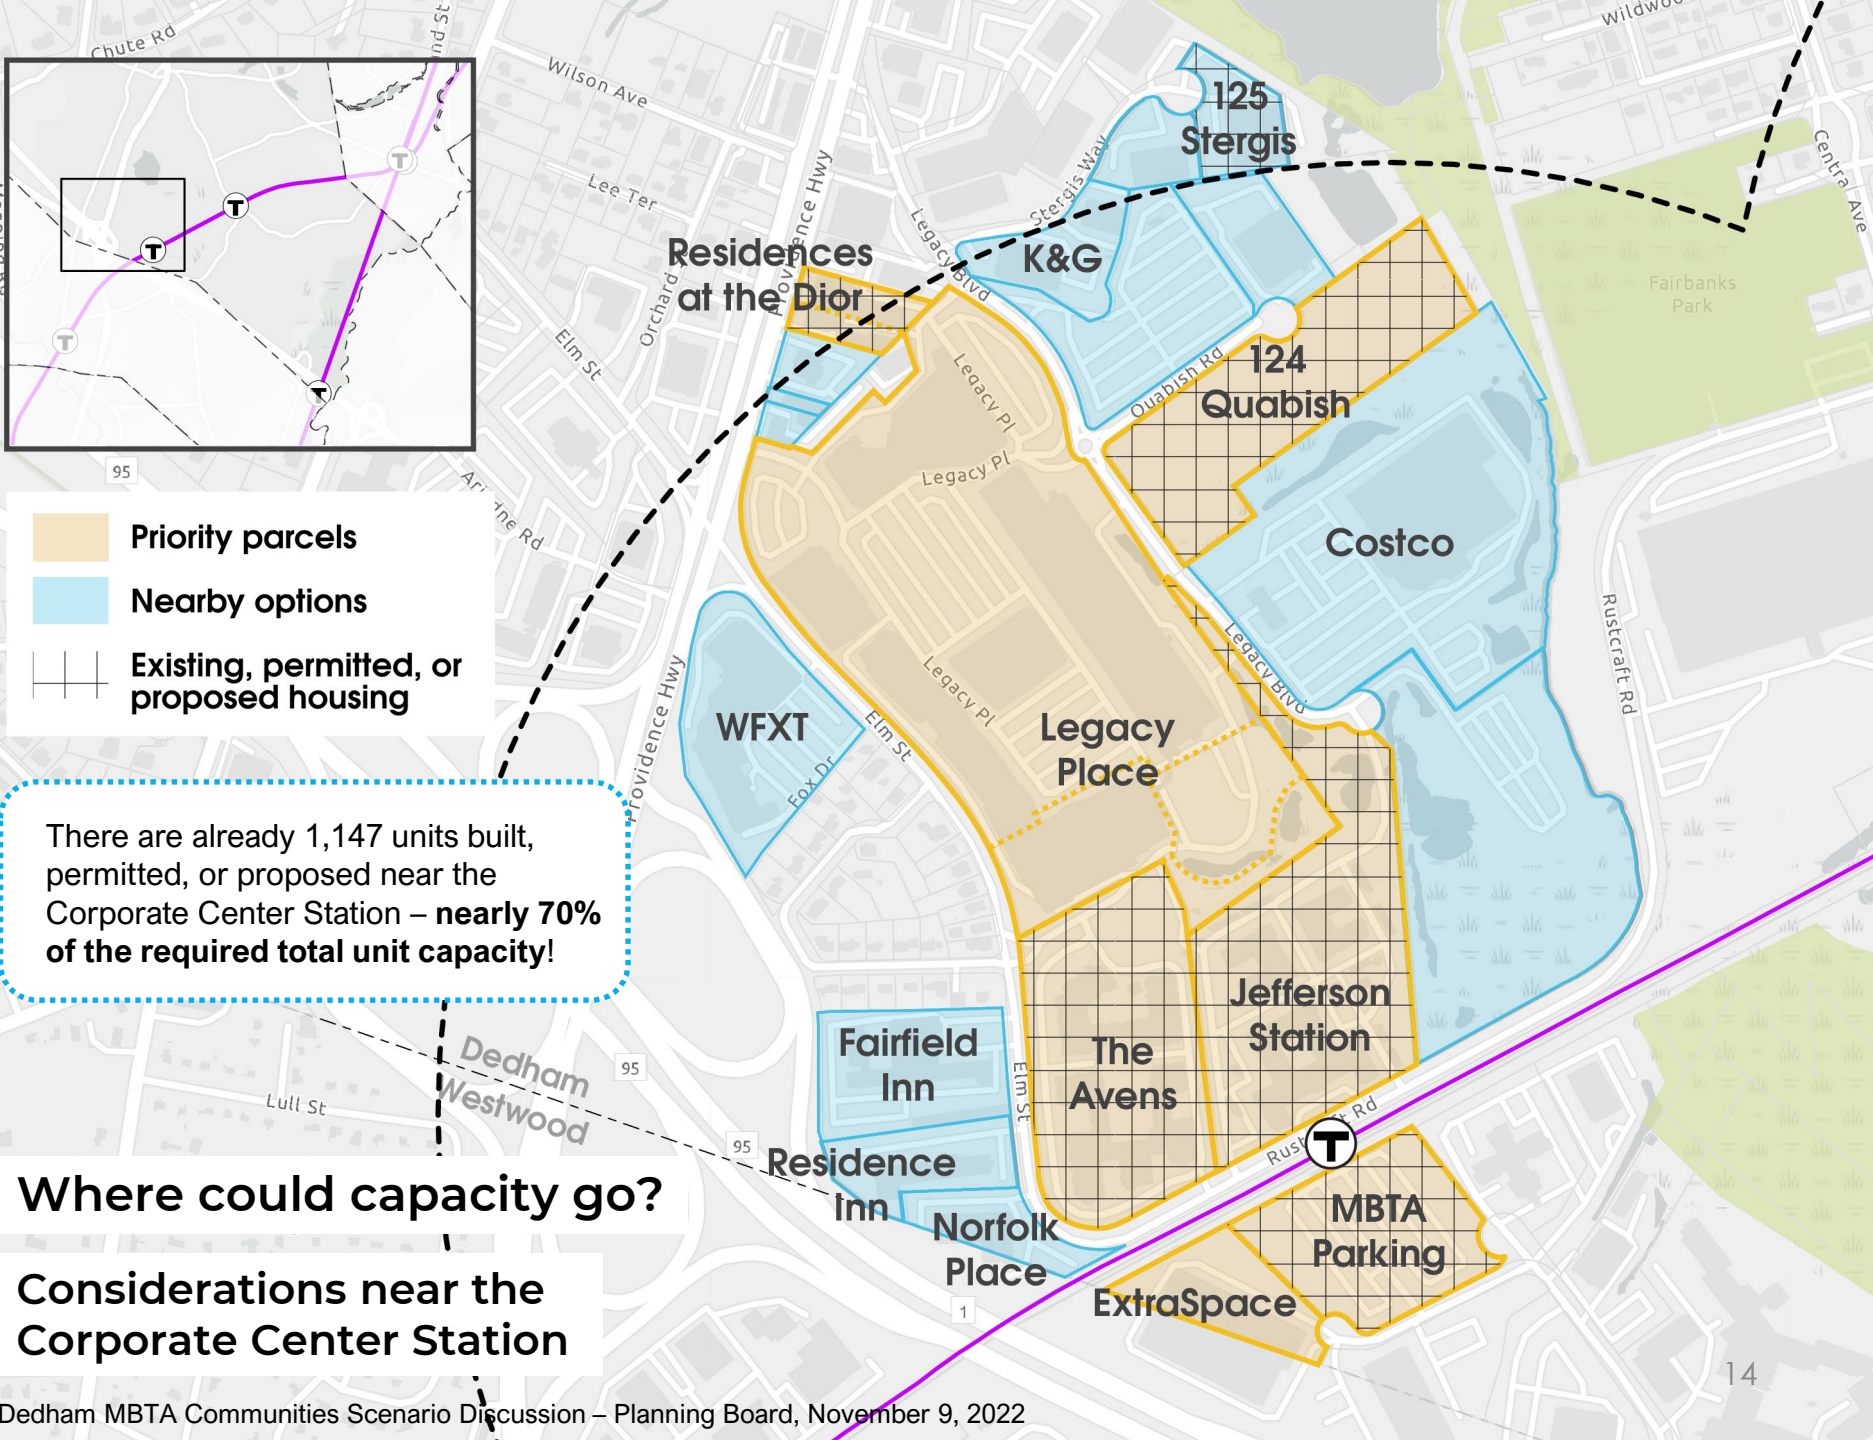 Chute Rd
Wilson Ave
Lee Ter
Orchard
Elm St
Providence Hwy
Legacy Blvd
Stergis Way
125
Stergis
Central Ave
Fairbanks
Park
K&G
Residences
at the Dior
Legacy Pl
Legacy Pl
Quabish Rd
124
Quabish
T
T
T
T
T
95
Ariadne Rd
Priority parcels
Nearby options
Existing, permitted, or
proposed housing
Costco
Rustcraft Rd
Legacy Blvd
Legacy Pl
Legacy
Place
WFXT
Elm St
Fox Dr
Providence Hwy
There are already 1,147 units built,
permitted, or proposed near the
Corporate Center Station – nearly 70%
of the required total unit capacity!
Jefferson
Station
The
Avens
Fairfield
Inn
Elm St
Dedham
Westwood
95
Lull St
95
Residence
Inn
Norfolk
Place
T
MBTA
Parking
ExtraSpace
1
Where could capacity go?
Considerations near the
Corporate Center Station
14
Dedham MBTA Communities Scenario Discussion – Planning Board, November 9, 2022